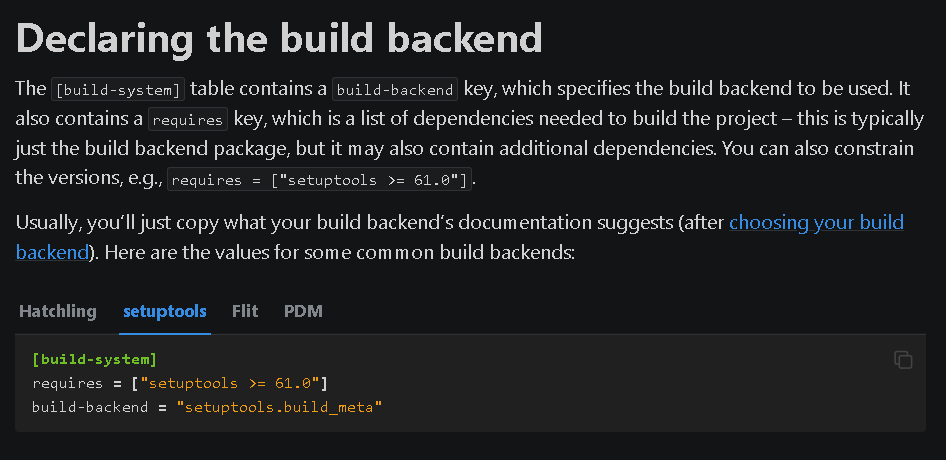 Declaring the build backend
The [build-system] table contains a build-backend key, which specifies the build backend to be used. It
also contains a requires key, which is a list of dependencies needed to build the project – this is typically
just the build backend package, but it may also contain additional dependencies. You can also constrain
the versions, e.g., requires = ["setuptools >= 61.0"].
Usually, you’ll just copy what your build backend’s documentation suggests (after choosing your build
backend). Here are the values for some common build backends:
Hatchling setuptools Flit PDM
[build-system]
requires = ["setuptools >= 61.0"]
build-backend = "setuptools.build_meta"